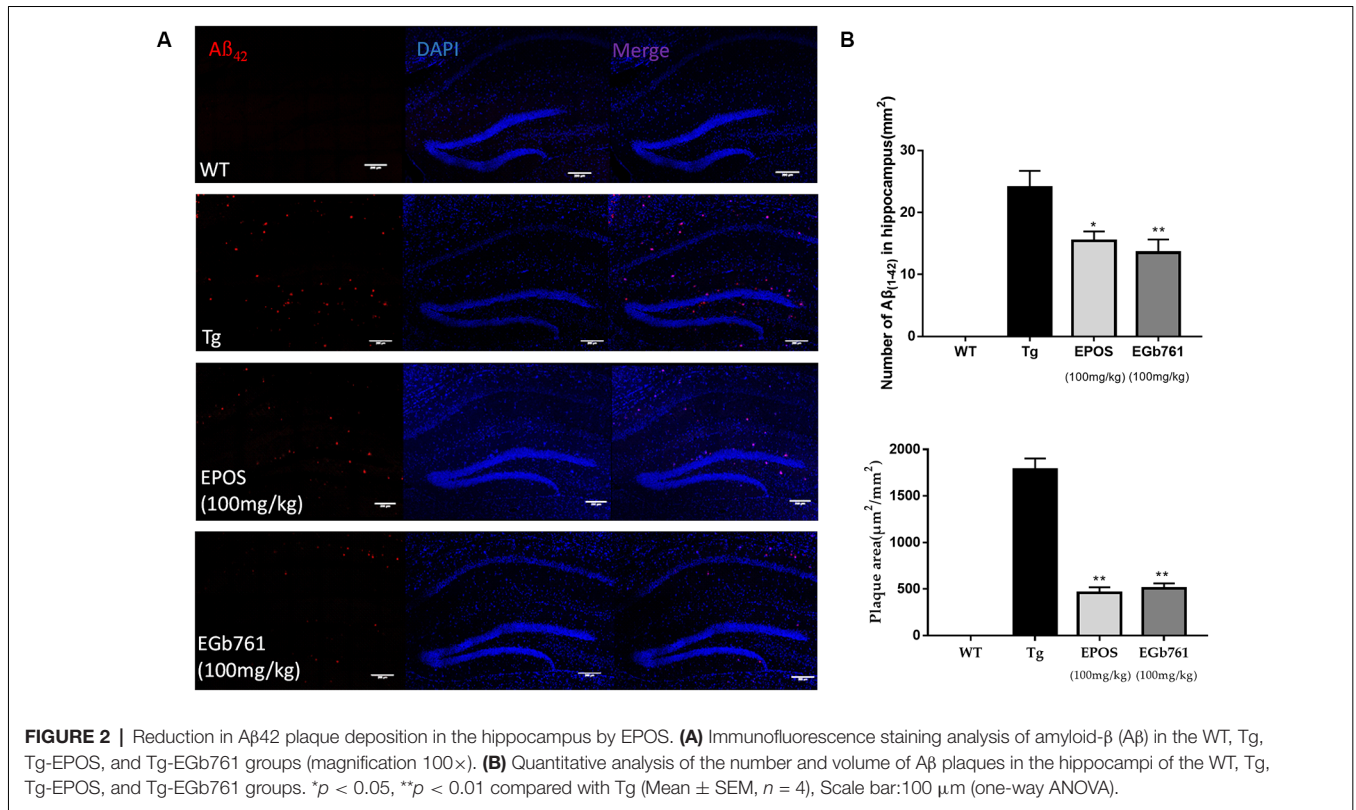 A
Aß42
DAPI
Merge
WT
Tg
EPOS
(100mg/kg)
EGb761
(100mg/kg)
B
Number of Aβ(1-42) in hippocampus(mm²)
30
20
10
0
*
**
WT Tg EPOS EGb761
(100mg/kg) (100mg/kg)
Plaque area(μm²/mm²)
2000
1500
1000
500
0
** **
WT Tg EPOS EGb761
(100mg/kg) (100mg/kg)
FIGURE 2 | Reduction in Aβ42 plaque deposition in the hippocampus by EPOS. (A) Immunofluorescence staining analysis of amyloid-β (Aβ) in the WT, Tg,
Tg-EPOS, and Tg-EGb761 groups (magnification 100×). (B) Quantitative analysis of the number and volume of Aβ plaques in the hippocampi of the WT, Tg,
Tg-EPOS, and Tg-EGb761 groups. *p < 0.05, **p < 0.01 compared with Tg (Mean ± SEM, n = 4), Scale bar:100 μm (one-way ANOVA).